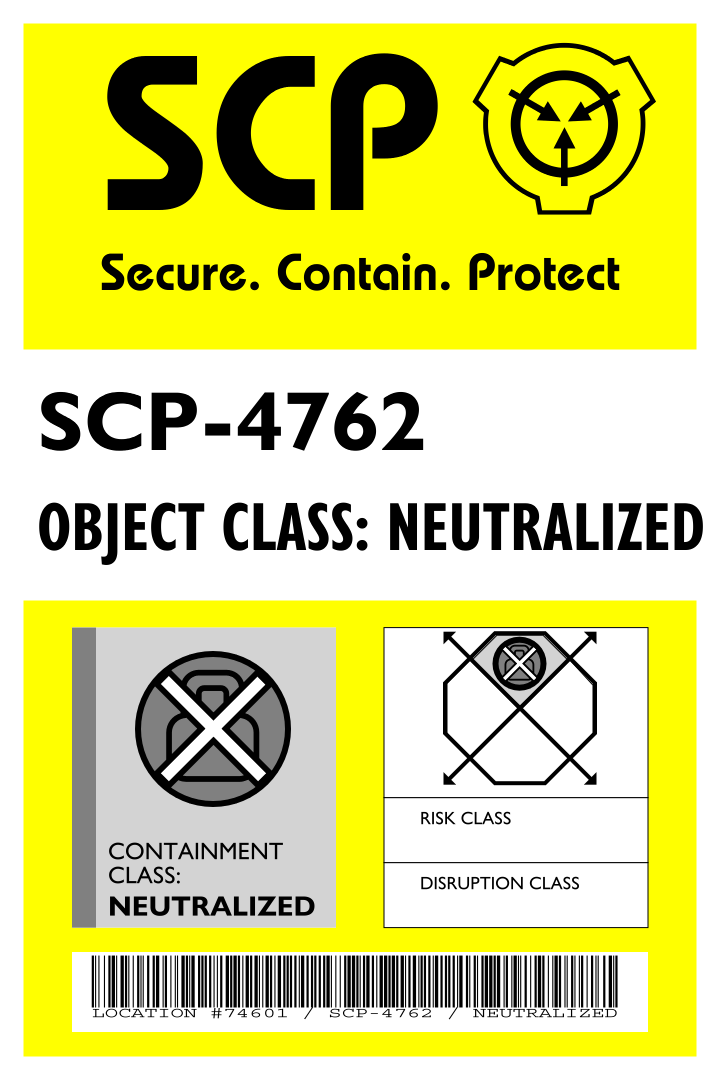 SCP
Secure. Contain. Protect
SCP-4762
OBJECT CLASS: NEUTRALIZED
CONTAINMENT
CLASS:
NEUTRALIZED
RISK CLASS
DISRUPTION CLASS
LOCATION #74601 / SCP-4762 / NEUTRALIZED